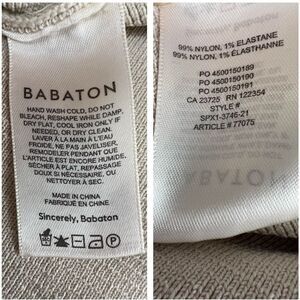 BABATON
HAND WASH COLD, DO NOT
BLEACH, RESHAPE WHILE DAMP,
DRY FLAT, COOL IRON ONLY IF
NEEDED, OR DRY CLEAN.
LAVER À LA MAIN À L'EAU
FROIDE, NE PAS JAVELISER,
REMODELER PENDANT QUE
L'ARTICLE EST ENCORE HUMIDE,
SÉCHER À PLAT, REPASSAGE
DOUX SI NÉCESSAIRE, OU
NETTOYER À SEC.
MADE IN CHINA
FABRIQUÉ EN CHINE
Sincerely, Babaton
99% NYLON, 1% ELASTANE
99% NYLON, 1% ÉLASTHANNE
PO 4500150189
PO 4500150190
PO 4500150191
CA 23725 RN 122354
STYLE #
SPX1-3746-21
ARTICLE # 77075